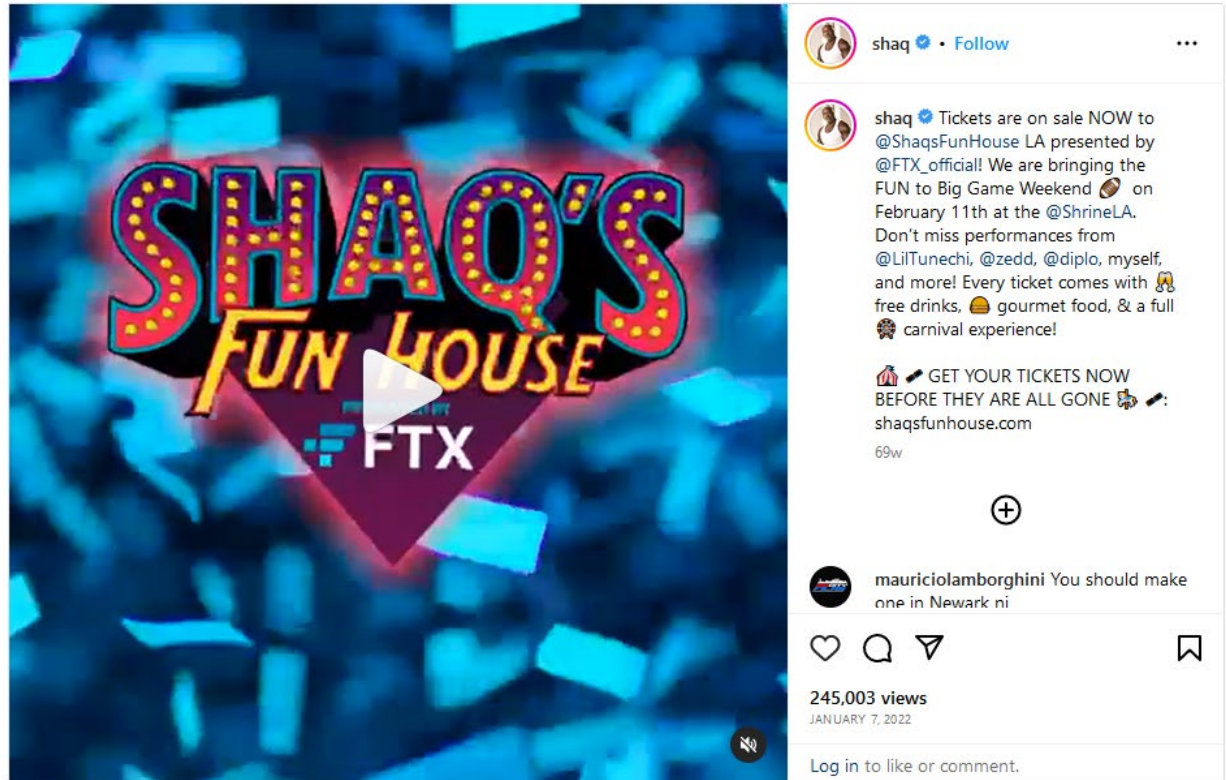 SHAQ'S
FUN HOUSE
PRESENTED BY
FTX
shaq • Follow
shaq Tickets are on sale NOW to
@ShaqsFunHouse LA presented by
@FTX_official! We are bringing the
FUN to Big Game Weekend 🏈 on
February 11th at the @ShrineLA.
Don't miss performances from
@LilTunechi, @zedd, @diplo, myself,
and more! Every ticket comes with 🥂
free drinks, 🍔 gourmet food, & a full
🎡 carnival experience!
🎪 🎟 GET YOUR TICKETS NOW
BEFORE THEY ARE ALL GONE 🎠 🎟:
shaqsfunhouse.com
69w
mauriciolamborghini You should make
one in Newark nj
245,003 views
JANUARY 7, 2022
Log in to like or comment.